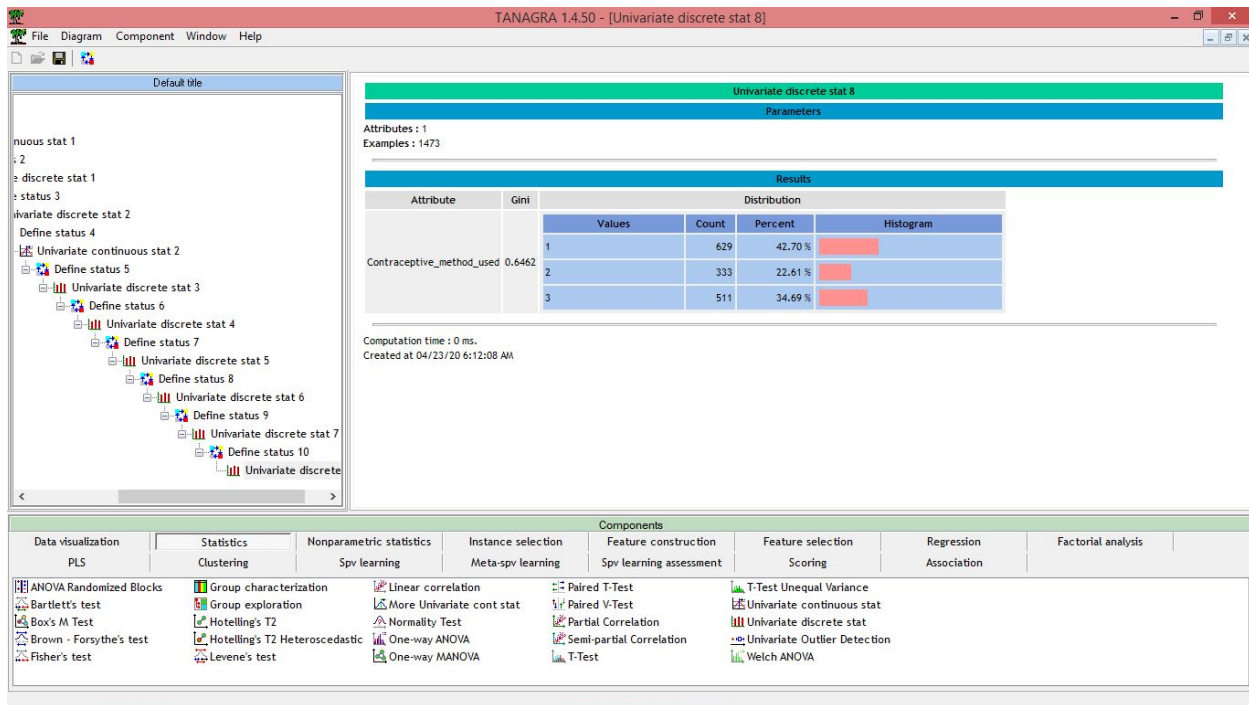 TANAGRA 1.4.50 - [Univariate discrete stat 8]
File Diagram Component Window Help
Default title
nuous stat 1
s 2
e discrete stat 1
e status 3
ivariate discrete stat 2
Define status 4
Univariate continuous stat 2
Define status 5
Univariate discrete stat 3
Define status 6
Univariate discrete stat 4
Define status 7
Univariate discrete stat 5
Define status 8
Univariate discrete stat 6
Define status 9
Univariate discrete stat 7
Define status 10
Univariate discrete
Univariate discrete stat 8
Parameters
Attributes : 1
Examples : 1473
Results
Attribute Gini Distribution
Values Count Percent Histogram
Contraceptive_method_used 0.6462
1 629 42.70 %
2 333 22.61 %
3 511 34.69 %
Computation time : 0 ms.
Created at 04/23/20 6:12:08 AM
Components
Data visualization Statistics Nonparametric statistics Instance selection Feature construction Feature selection Regression Factorial analysis
PLS Clustering Spv learning Meta-spv learning Spv learning assessment Scoring Association
ANOVA Randomized Blocks Group characterization Linear correlation Paired T-Test T-Test Unequal Variance
Bartlett's test Group exploration More Univariate cont stat Paired V-Test Univariate continuous stat
Box's M Test Hotelling's T2 Normality Test Partial Correlation Univariate discrete stat
Brown - Forsythe's test Hotelling's T2 Heteroscedastic One-way ANOVA Semi-partial Correlation Univariate Outlier Detection
Fisher's test Levene's test One-way MANOVA T-Test Welch ANOVA